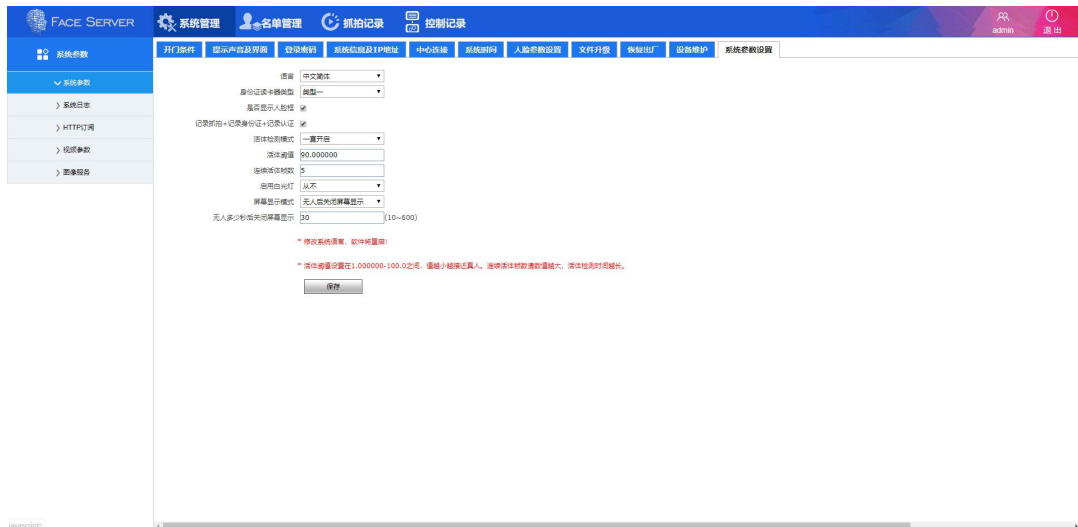 FACE SERVER
系统管理
名单管理
抓拍记录
控制记录
admin
退出
系统参数
系统参数
系统日志
HTTP订阅
视频参数
图像服务
开门条件 提示声音及界面 登录密码 系统信息及IP地址 中心连接 系统时间 人脸参数设置 文件升级 恢复出厂 设备维护 系统参数设置
语言 中文简体
身份证读卡器类型 类型一
是否显示人脸框
记录抓拍+记录身份证+记录认证
活体检测模式 一直开启
活体阈值 90.000000
连续活体帧数 5
启用白光灯 从不
屏幕显示模式 无人后关闭屏幕显示
无人多少秒后关闭屏幕显示 30 (10~600)
* 修改系统语言，软件将重启!
* 活体阈值设置在1.000000-100.0之间，值越小越接近真人。连续活体帧数请数值越大，活体检测时间越长。
保存
javascript: